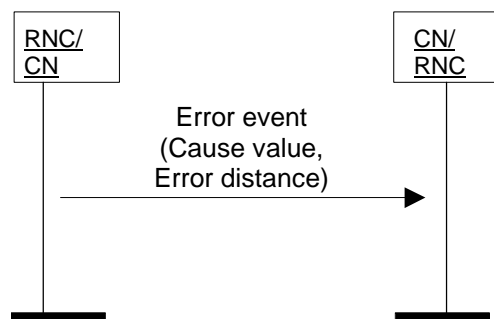 RNC/
CN
CN/
RNC
Error event
(Cause value,
Error distance)